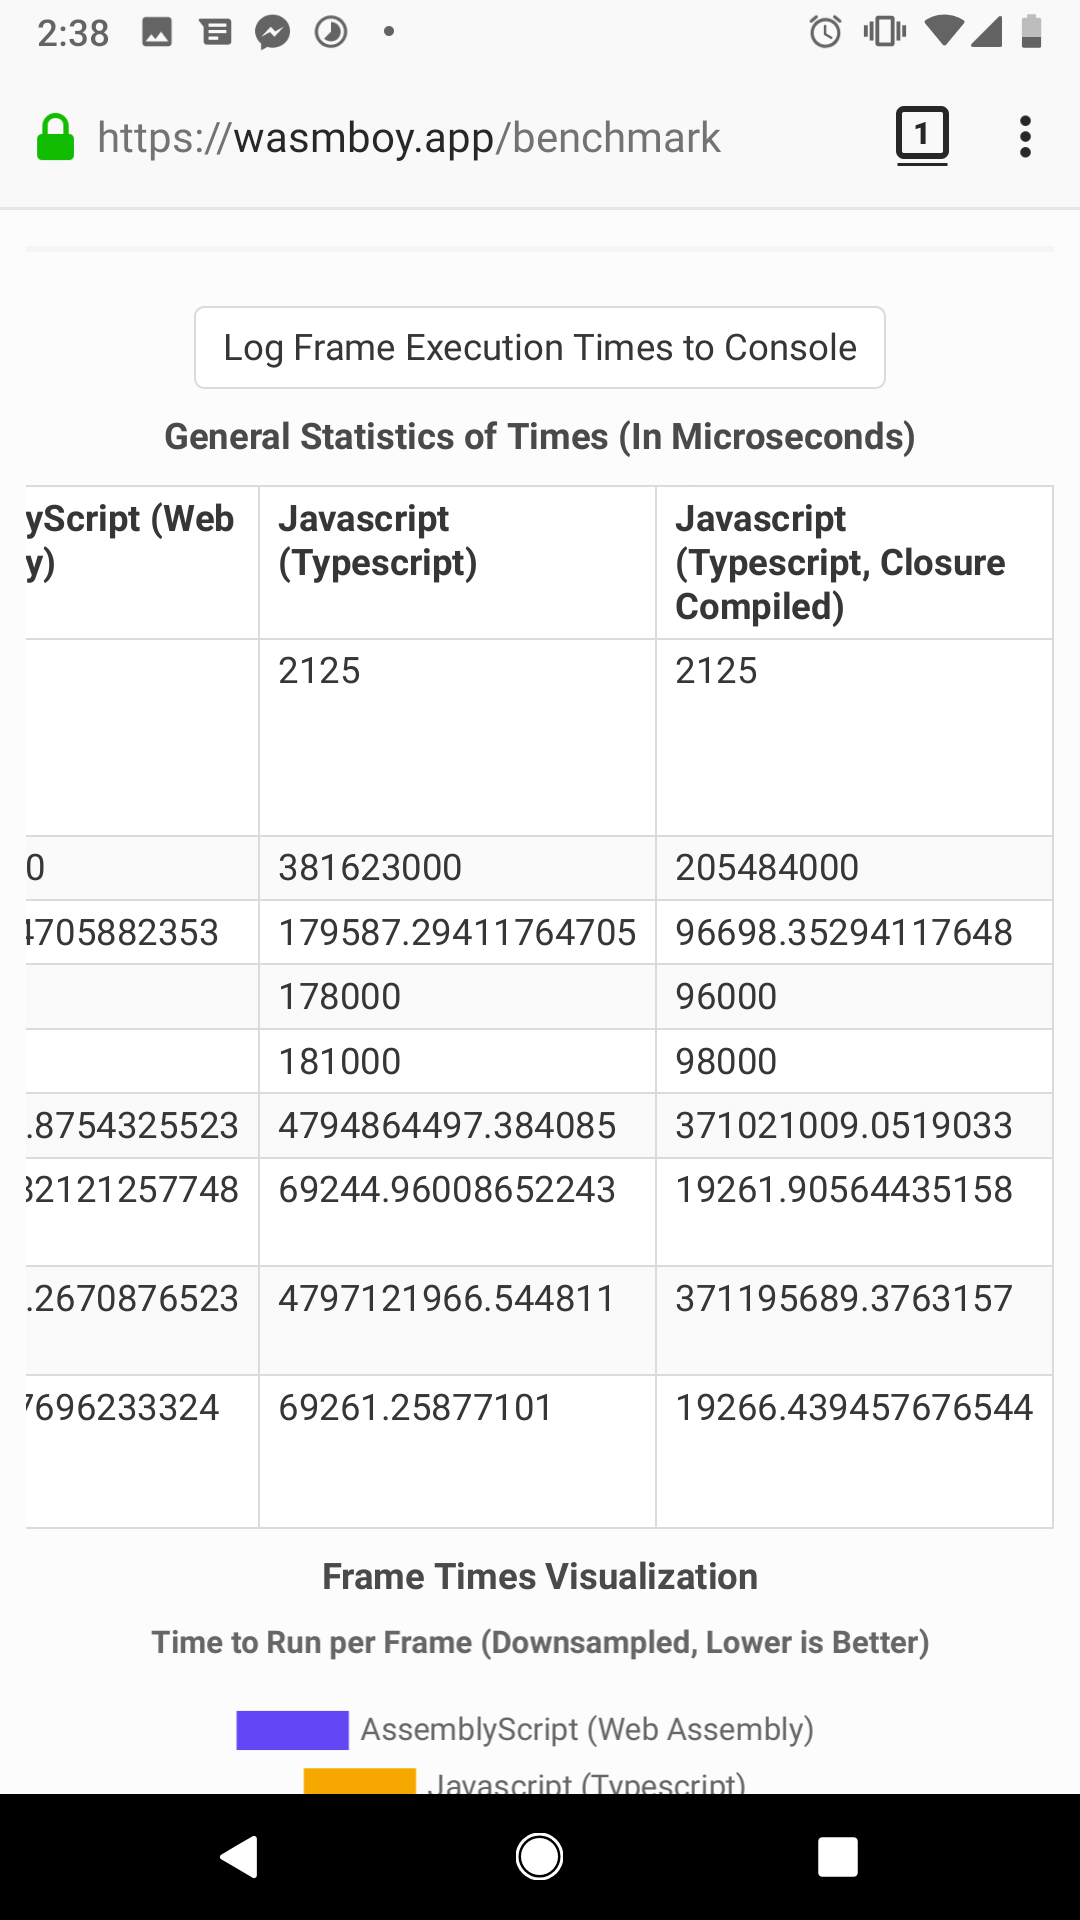 2:38
https://wasmboy.app/benchmark
1
Log Frame Execution Times to Console
General Statistics of Times (In Microseconds)
yScript (Web
y)
Javascript
(Typescript)
Javascript
(Typescript, Closure
Compiled)
2125
2125
0
381623000
205484000
4705882353
179587.29411764705
96698.35294117648
178000
96000
181000
98000
.8754325523
4794864497.384085
371021009.0519033
32121257748
69244.96008652243
19261.90564435158
.2670876523
4797121966.544811
371195689.3763157
7696233324
69261.25877101
19266.439457676544
Frame Times Visualization
Time to Run per Frame (Downsampled, Lower is Better)
AssemblyScript (Web Assembly)
Javascript (Typescript)